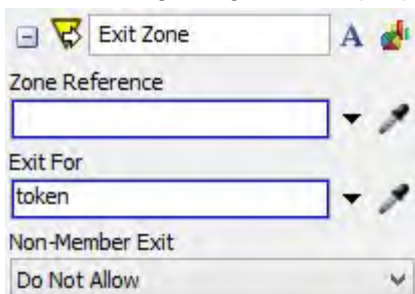 Exit Zone A
Zone Reference
Exit For
token
Non-Member Exit
Do Not Allow